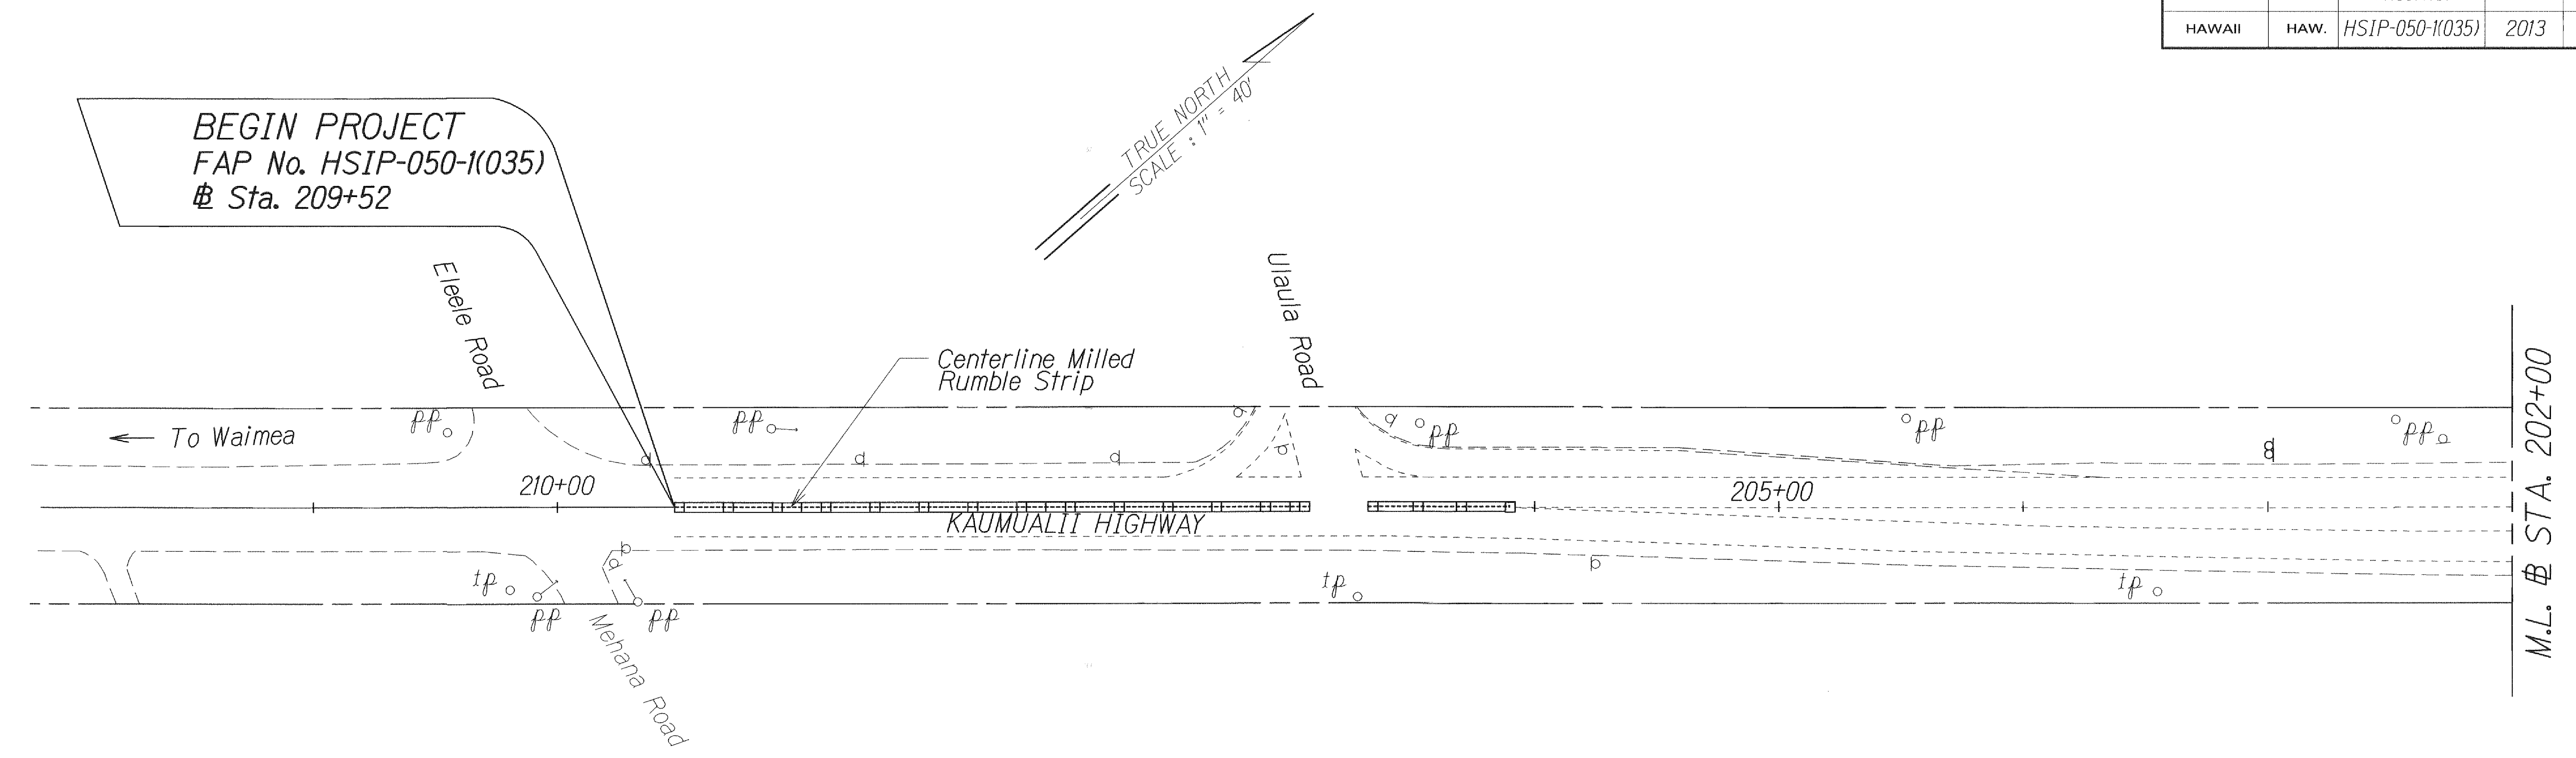 HAWAII HAW. HSIP-050-1(035) 2013
TRUE NORTH
SCALE : 1" = 40'
BEGIN PROJECT
FAP No. HSIP-050-1(035)
BL Sta. 209+52
Eleele Road
Ulaula Road
Centerline Milled
Rumble Strip
pp
pp
pp
pp
pp
To Waimea
210+00
205+00
KAUMUALII HIGHWAY
M.L. BL STA. 202+00
tp
pp
pp
tp
tp
Mehana Road